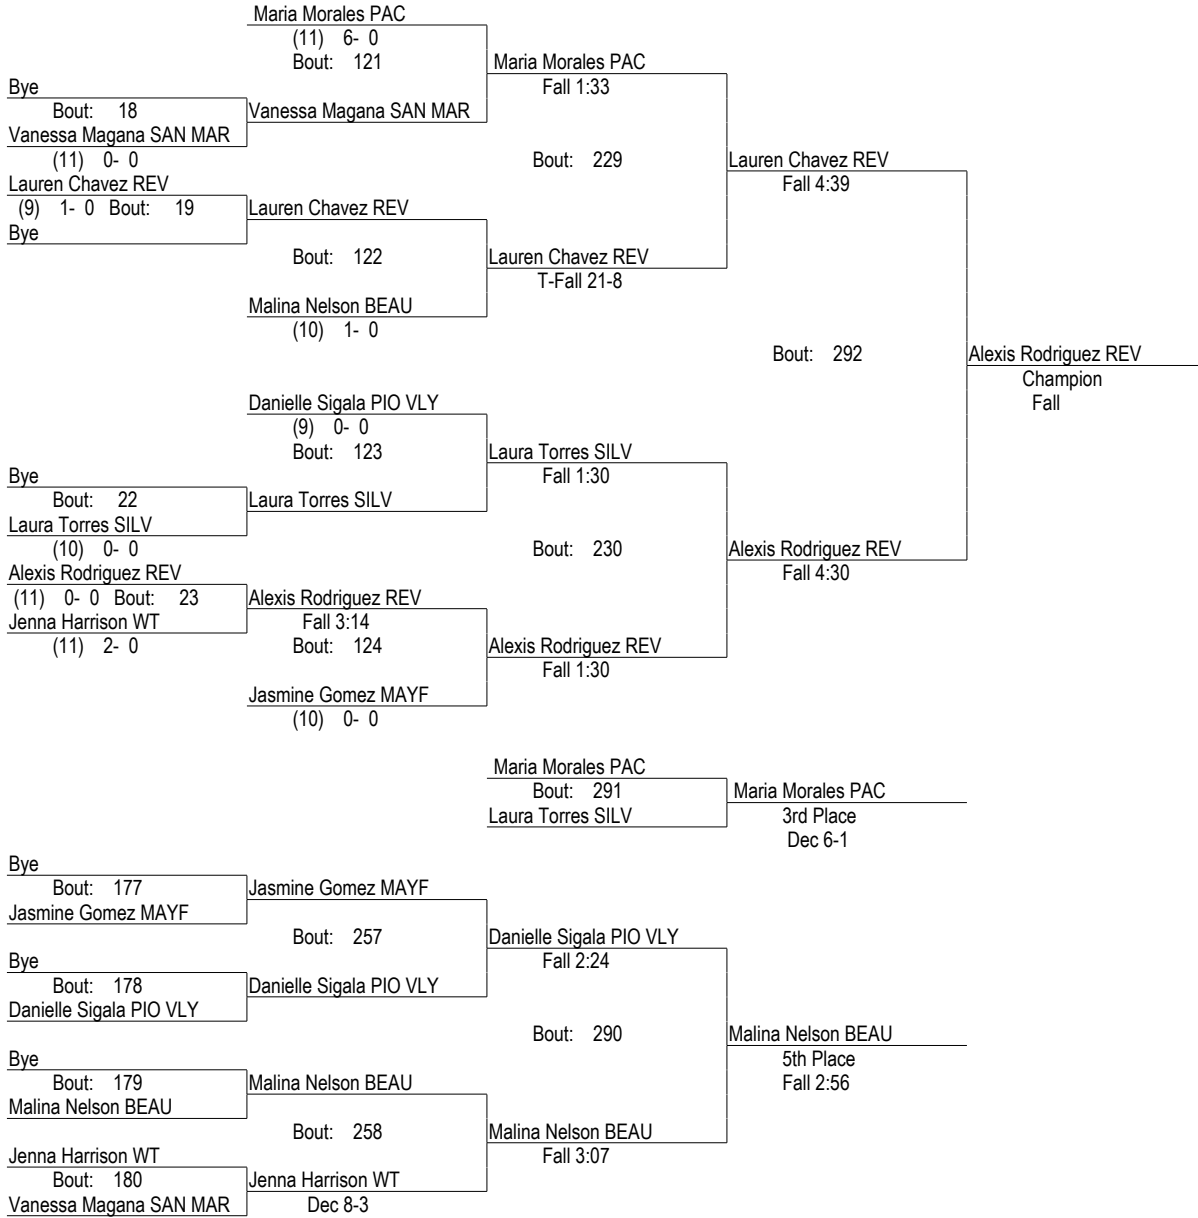 Maria Morales PAC
(11) 6- 0
Bout: 121
Maria Morales PAC
Fall 1:33
Bye
Bout: 18
Vanessa Magana SAN MAR
Vanessa Magana SAN MAR
(11) 0- 0
Bout: 229
Lauren Chavez REV
Fall 4:39
Lauren Chavez REV
(9) 1- 0 Bout: 19
Lauren Chavez REV
Bye
Bout: 122
Lauren Chavez REV
T-Fall 21-8
Malina Nelson BEAU
(10) 1- 0
Bout: 292
Alexis Rodriguez REV
Champion
Fall
Danielle Sigala PIO VLY
(9) 0- 0
Bout: 123
Laura Torres SILV
Fall 1:30
Bye
Bout: 22
Laura Torres SILV
Laura Torres SILV
(10) 0- 0
Bout: 230
Alexis Rodriguez REV
Fall 4:30
Alexis Rodriguez REV
(11) 0- 0 Bout: 23
Alexis Rodriguez REV
Jenna Harrison WT
Fall 3:14
(11) 2- 0
Bout: 124
Alexis Rodriguez REV
Fall 1:30
Jasmine Gomez MAYF
(10) 0- 0
Maria Morales PAC
Bout: 291
Maria Morales PAC
Laura Torres SILV
3rd Place
Dec 6-1
Bye
Bout: 177
Jasmine Gomez MAYF
Jasmine Gomez MAYF
Bout: 257
Danielle Sigala PIO VLY
Fall 2:24
Bye
Bout: 178
Danielle Sigala PIO VLY
Danielle Sigala PIO VLY
Bout: 290
Malina Nelson BEAU
5th Place
Fall 2:56
Bye
Bout: 179
Malina Nelson BEAU
Malina Nelson BEAU
Bout: 258
Malina Nelson BEAU
Fall 3:07
Jenna Harrison WT
Bout: 180
Jenna Harrison WT
Vanessa Magana SAN MAR
Dec 8-3